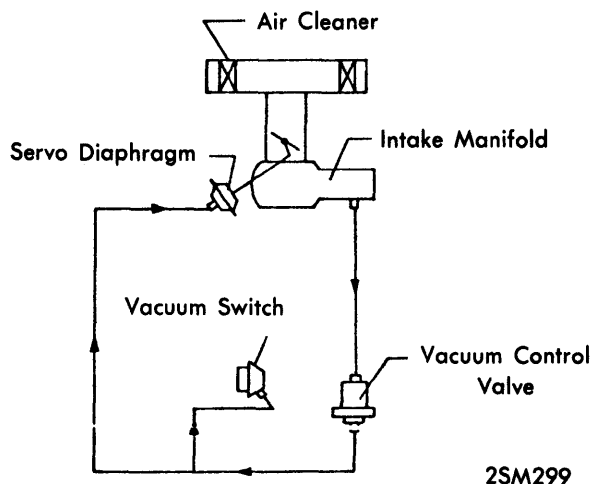 Air Cleaner
Intake Manifold
Servo Diaphragm
Vacuum Switch
Vacuum Control
Valve
2SM299